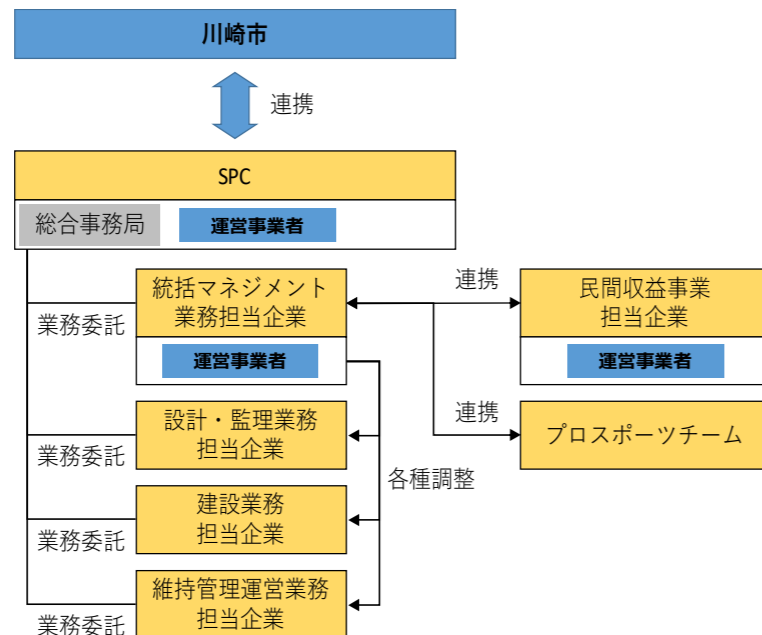 川崎市
連携
SPC
総合事務局
運営事業者
統括マネジメント
業務担当企業
運営事業者
業務委託
連携
民間収益事業
担当企業
運営事業者
設計・監理業務
担当企業
業務委託
連携
プロスポーツチーム
各種調整
建設業務
担当企業
業務委託
維持管理運営業務
担当企業
業務委託